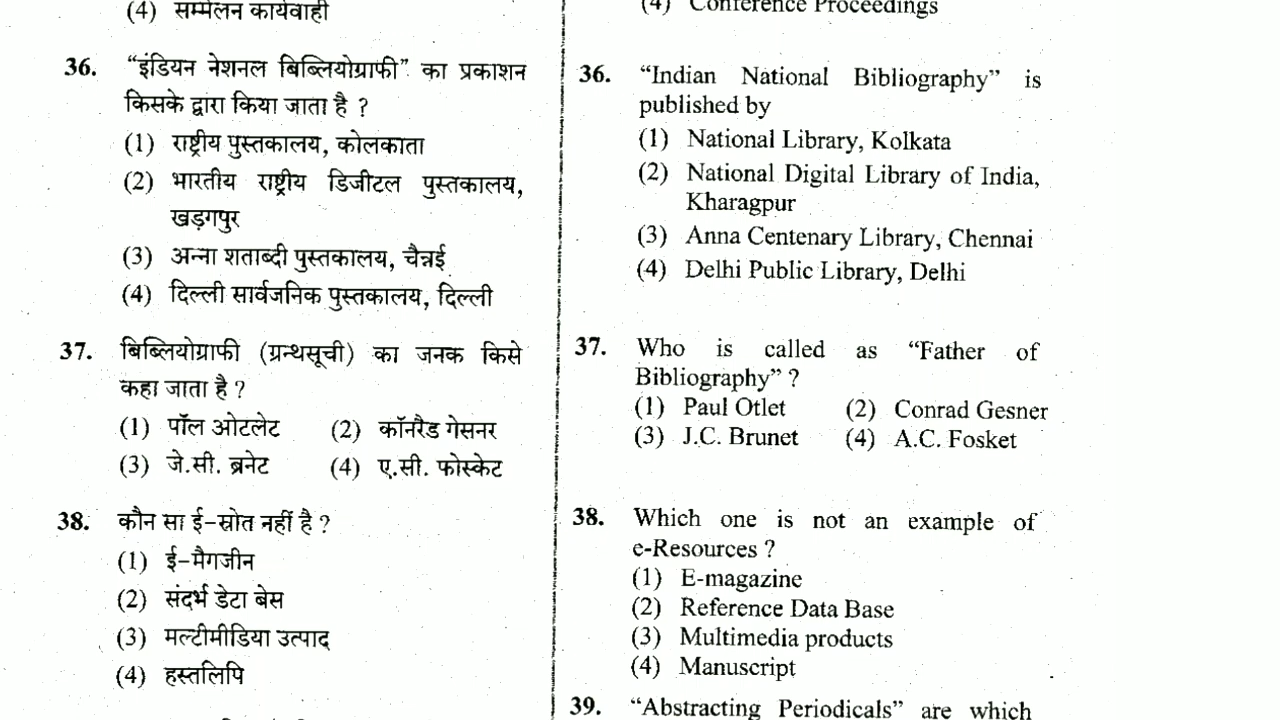 (4) सम्मेलन कार्यवाही
36. “इंडियन नेशनल बिब्लियोग्राफी” का प्रकाशन
किसके द्वारा किया जाता है ?
(1) राष्ट्रीय पुस्तकालय, कोलकाता
(2) भारतीय राष्ट्रीय डिजीटल पुस्तकालय,
खड़गपुर
(3) अन्ना शताब्दी पुस्तकालय, चैन्नई
(4) दिल्ली सार्वजनिक पुस्तकालय, दिल्ली
37. बिब्लियोग्राफी (ग्रन्थसूची) का जनक किसे
कहा जाता है ?
(1) पॉल ओटलेट (2) कॉनरैड गेसनर
(3) जे.सी. ब्रनेट (4) ए.सी. फोस्केट
38. कौन सा ई-स्रोत नहीं है ?
(1) ई-मैगजीन
(2) संदर्भ डेटा बेस
(3) मल्टीमीडिया उत्पाद
(4) हस्तलिपि
(4) Conference Proceedings
36. “Indian National Bibliography” is
published by
(1) National Library, Kolkata
(2) National Digital Library of India,
Kharagpur
(3) Anna Centenary Library, Chennai
(4) Delhi Public Library, Delhi
37. Who is called as “Father of
Bibliography” ?
(1) Paul Otlet (2) Conrad Gesner
(3) J.C. Brunet (4) A.C. Fosket
38. Which one is not an example of
e-Resources ?
(1) E-magazine
(2) Reference Data Base
(3) Multimedia products
(4) Manuscript
39. “Abstracting Periodicals” are which